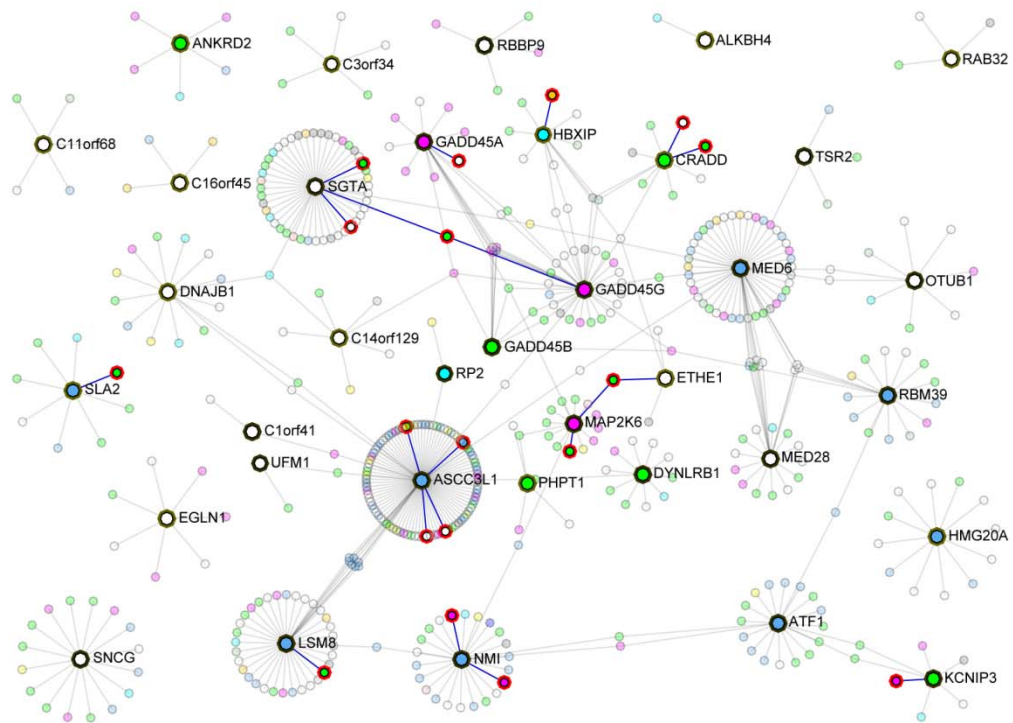 ANKRD2
C3orf34
RBBP9
ALKBH4
RAB32
C11orf68
C16orf45
SGTA
GADD45A
HBXIP
CRADD
TSR2
DNAJB1
GADD45G
MED6
OTUB1
C14orf129
GADD45B
SLA2
RP2
ETHE1
RBM39
C1orf41
MAP2K6
UFM1
ASCC3L1
PHPT1
DYNLRB1
MED28
EGLN1
HMG20A
SNCG
LSM8
NMI
ATF1
KCNIP3